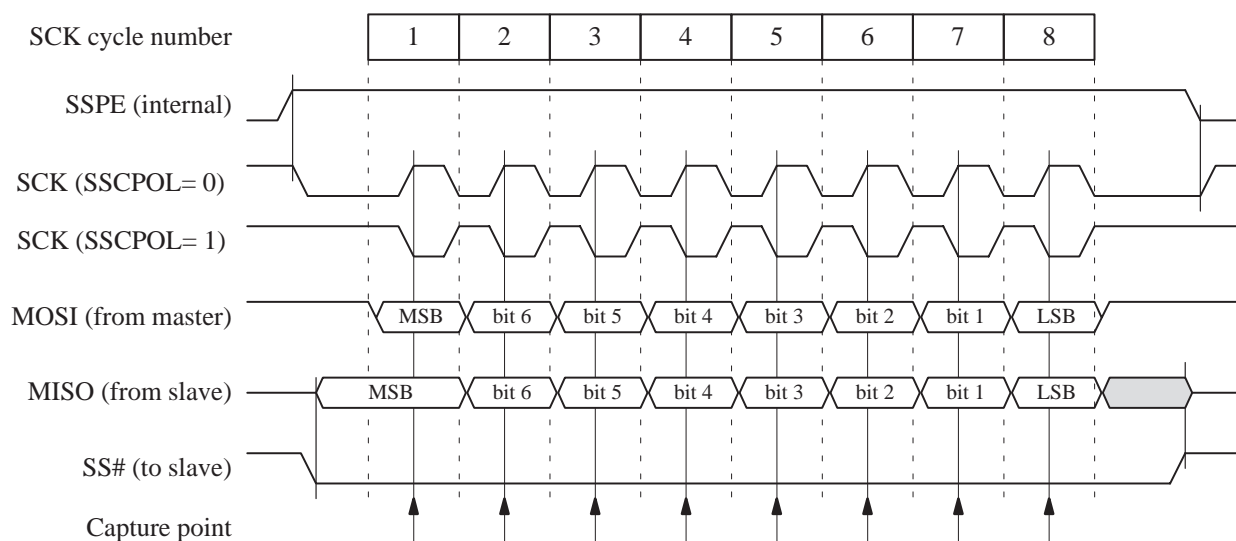 SCK cycle number 1 2 3 4 5 6 7 8
SSPE (internal)
SCK (SSCPOL= 0)
SCK (SSCPOL= 1)
MOSI (from master) MSB bit 6 bit 5 bit 4 bit 3 bit 2 bit 1 LSB
MISO (from slave) MSB bit 6 bit 5 bit 4 bit 3 bit 2 bit 1 LSB
SS# (to slave)
Capture point